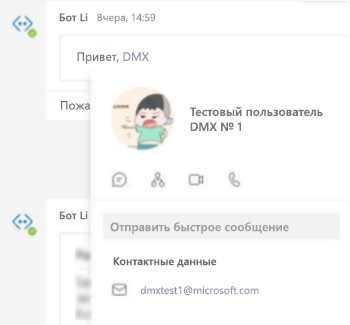 Бот Li Вчера, 14:59
Привет, DMX
Пожа
Тестовый пользователь
DMX № 1
Бот Li
Отправить быстрое сообщение
Контактные данные
dmxtest1@microsoft.com